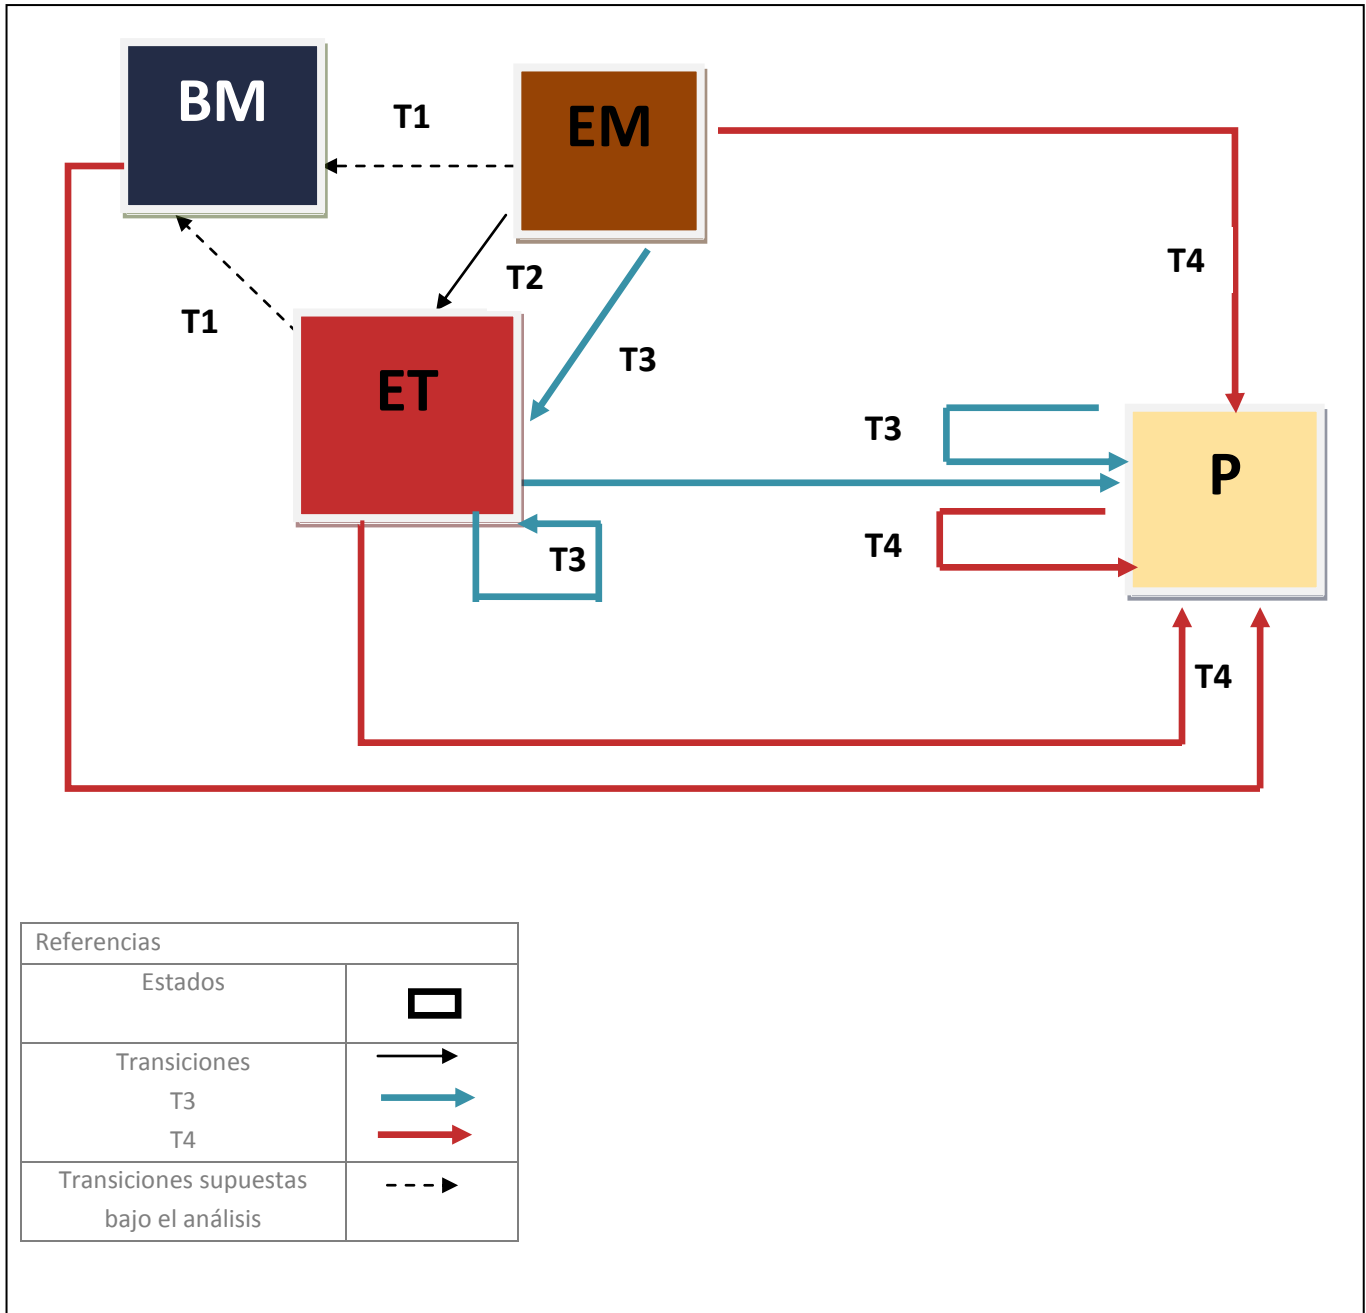 BM
EM
T1
T4
T2
T1
T3
ET
T3
P
T4
T3
T4
Referencias
Estados
Transiciones
T3
T4
Transiciones supuestas
bajo el análisis